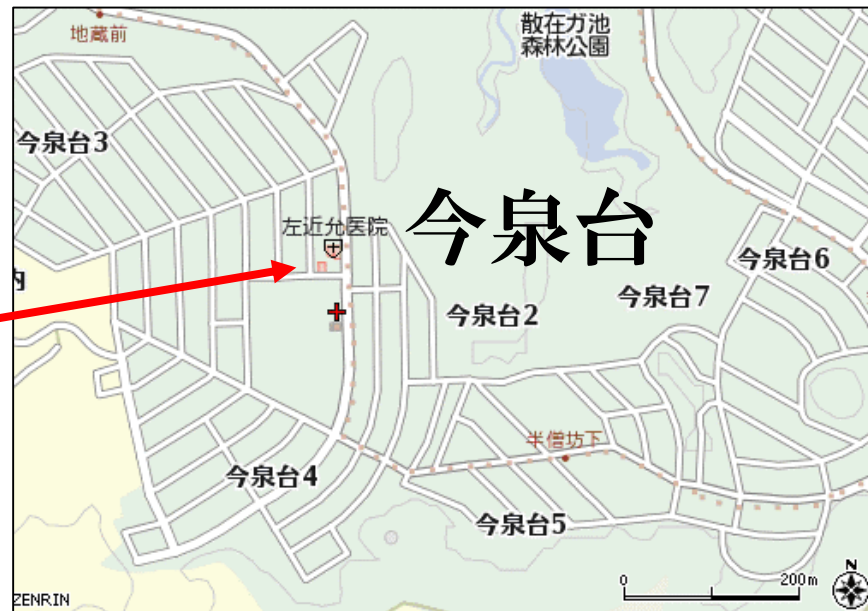 地蔵前
散在ガ池
森林公園
今泉台3
左近允医院
今泉台
今泉台6
内
今泉台7
今泉台2
半僧坊下
今泉台4
今泉台5
0
200m
N
ZENRIN